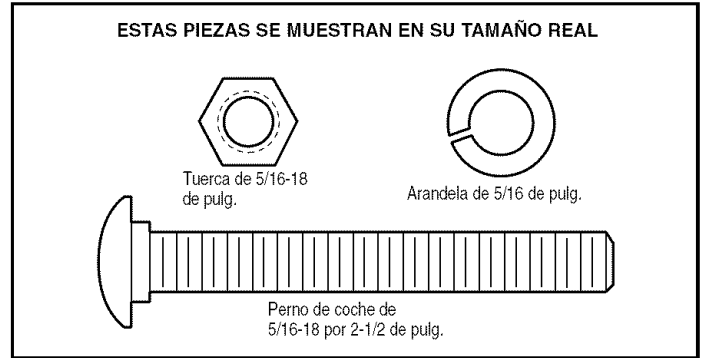 ESTAS PIEZAS SE MUESTRAN EN SU TAMAÑO REAL
Tuerca de 5/16-18
de pulg.
Arandela de 5/16 de pulg.
Perno de coche de
5/16-18 por 2-1/2 de pulg.